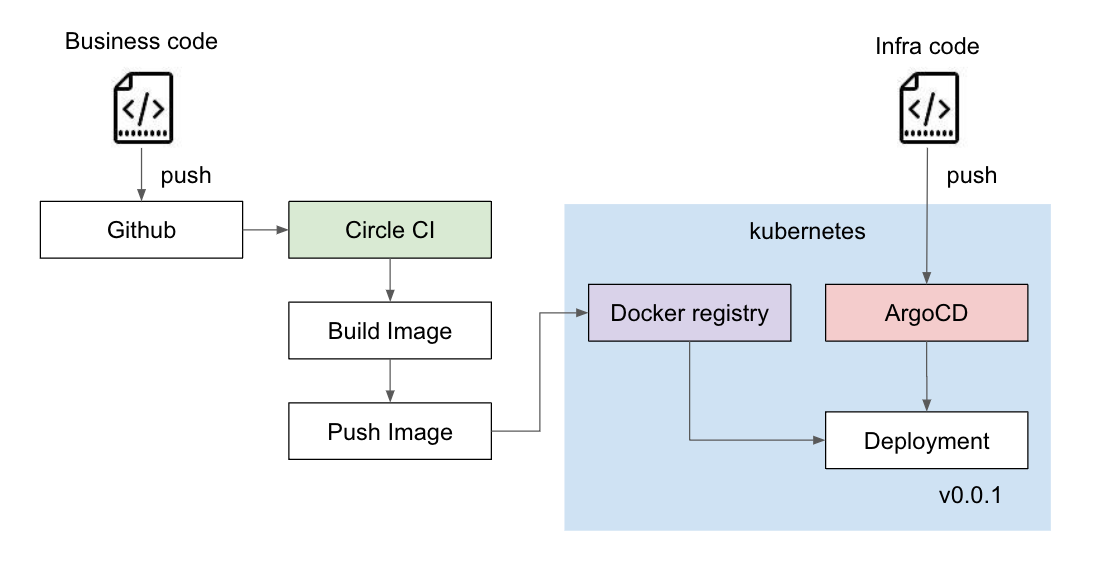 Business code
Infra code
</>
</>
push
push
Github
Circle CI
kubernetes
Build Image
Docker registry
ArgoCD
Push Image
Deployment
v0.0.1